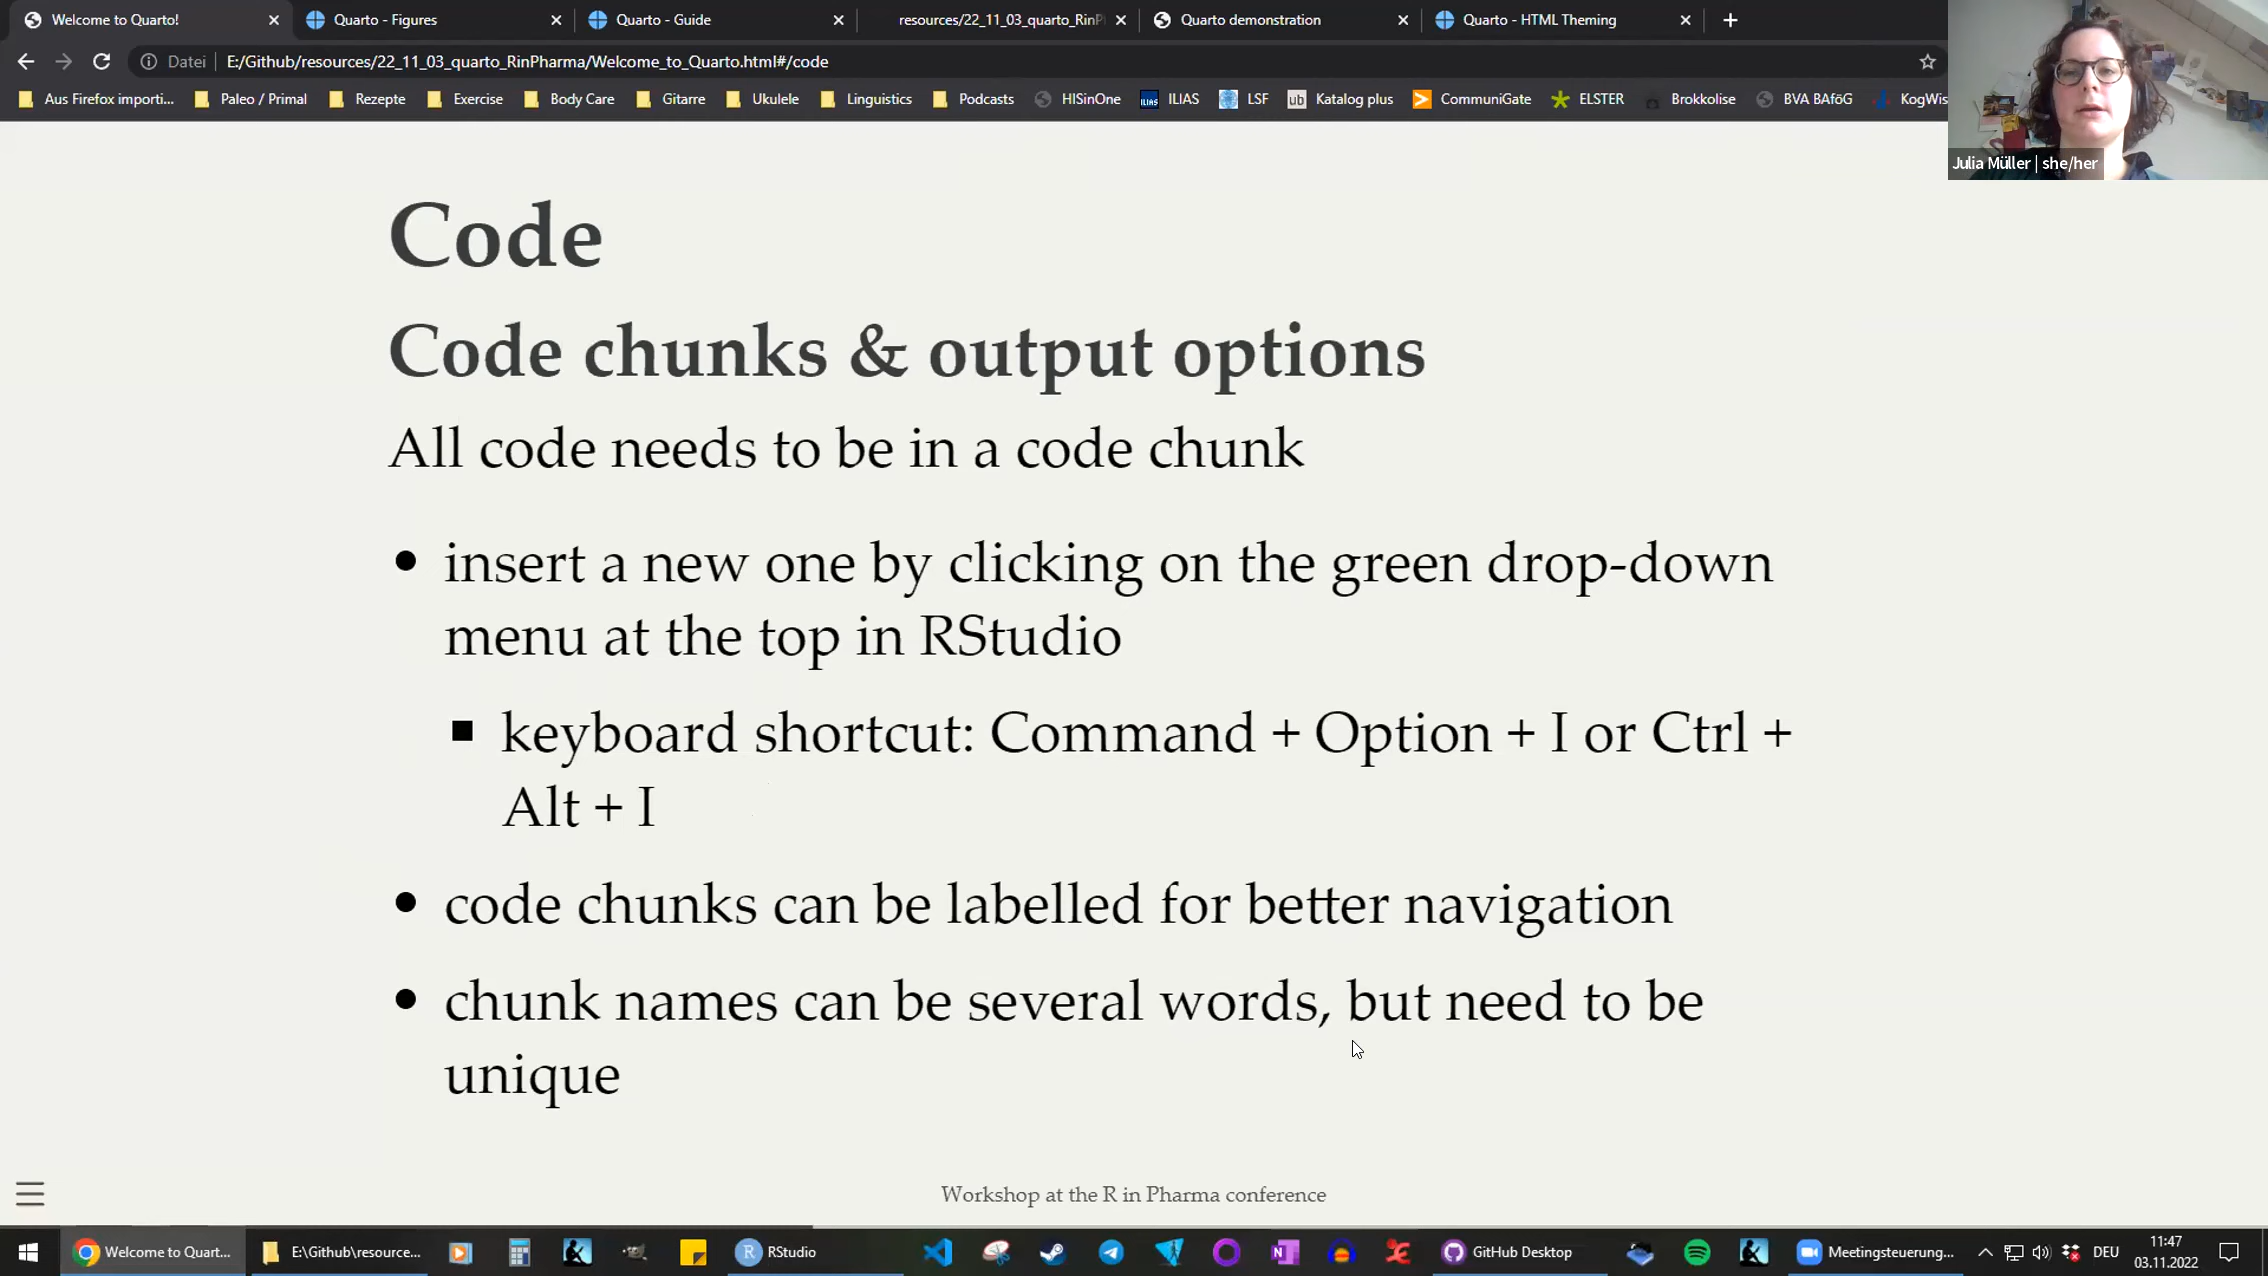 Welcome to Quarto!
Quarto - Figures
Quarto - Guide
resources/22_11_03_quarto_RinP
Quarto demonstration
Quarto - HTML Theming
Datei
E:/Github/resources/22_11_03_quarto_RinPharma/Welcome_to_Quarto.html#/code
Aus Firefox importi...
Paleo / Primal
Rezepte
Exercise
Body Care
Gitarre
Ukulele
Linguistics
Podcasts
HISinOne
ILIAS
ILIAS
LSF
ub
Katalog plus
CommuniGate
ELSTER
Brokkolise
BVA BAföG
KogWis
Julia Müller | she/her
Code
Code chunks & output options
All code needs to be in a code chunk
• insert a new one by clicking on the green drop-down
menu at the top in RStudio
▪ keyboard shortcut: Command + Option + I or Ctrl +
Alt + I
• code chunks can be labelled for better navigation
• chunk names can be several words, but need to be
unique
Workshop at the R in Pharma conference
Welcome to Quart...
E:\Github\resource...
R
RStudio
N
GitHub Desktop
Meetingsteuerung...
DEU
11:47
03.11.2022